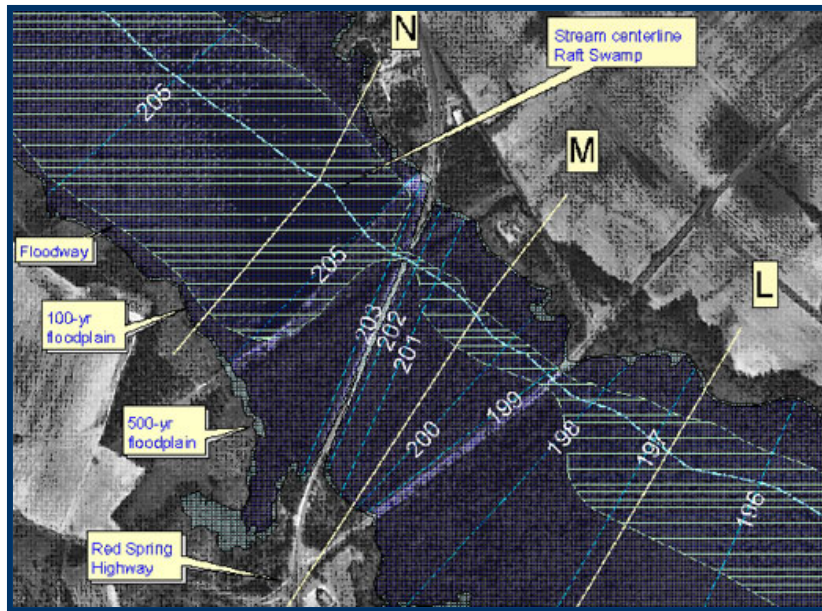 N
Stream centerline
Raft Swamp
205
M
Floodway
205
L
100-yr
floodplain
203
202
201
500-yr
floodplain
200
199
198
197
196
Red Spring
Highway